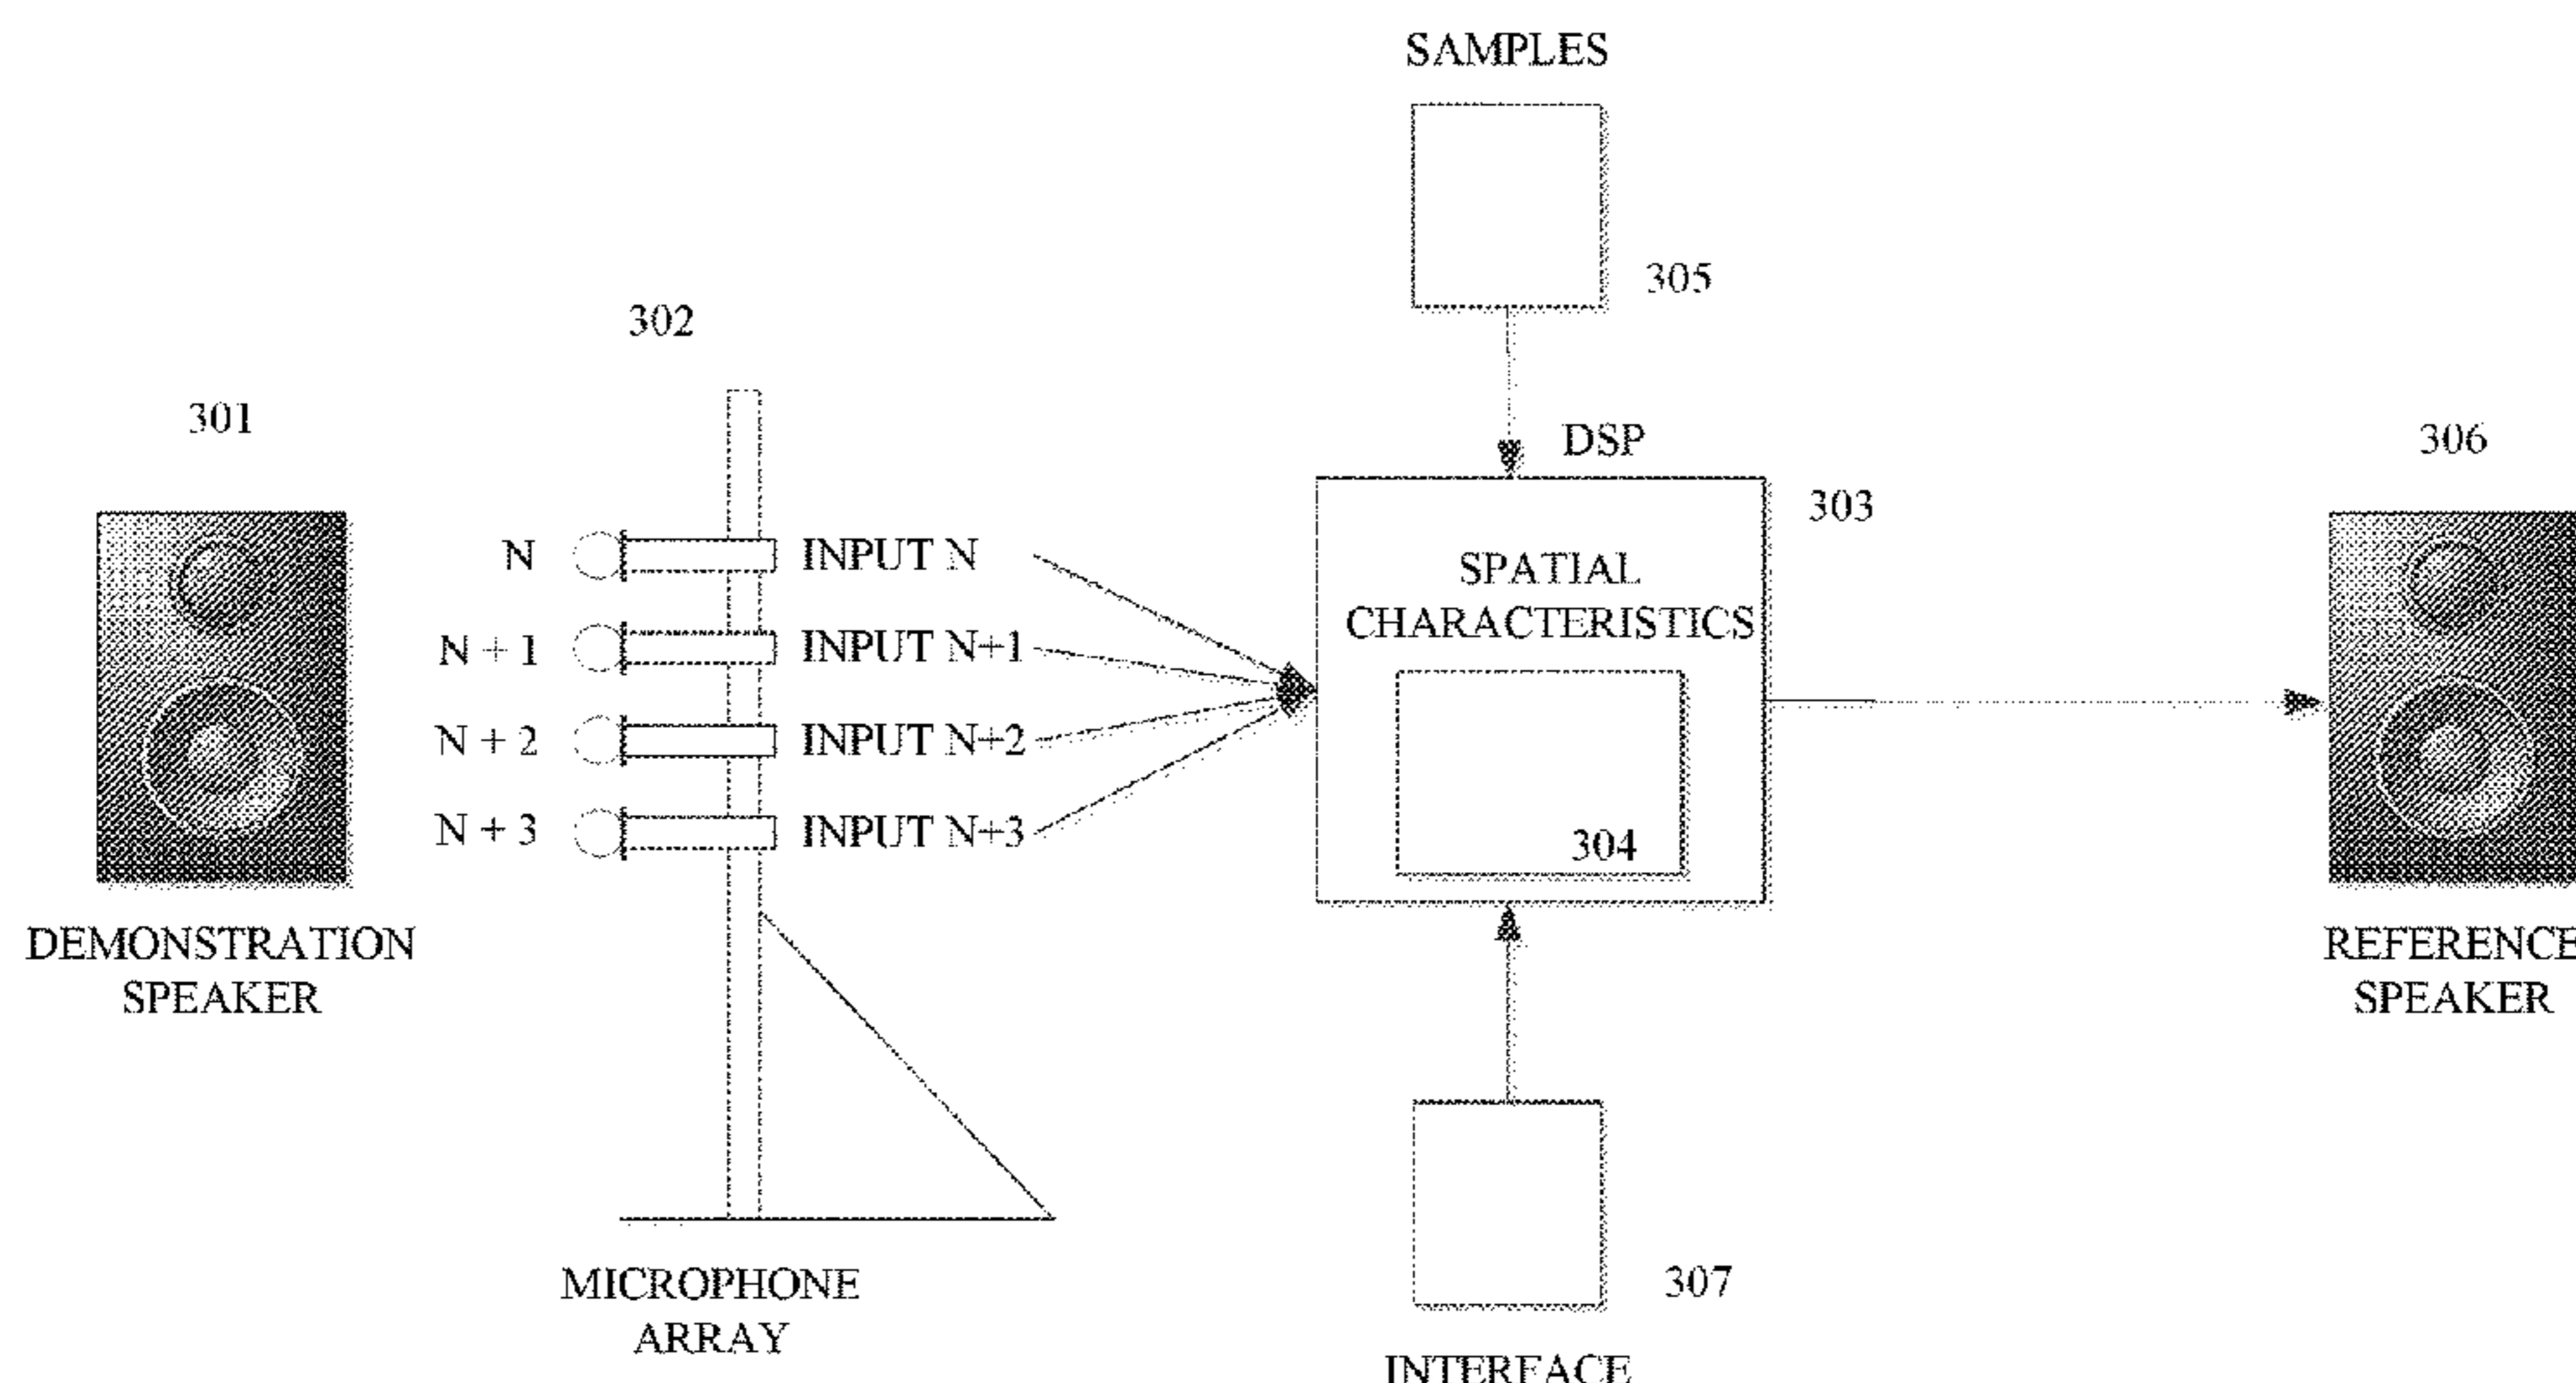 SAMPLES
305
302
301
DSP
306
303
N
INPUT N
SPATIAL
CHARACTERISTICS
N + 1
INPUT N+1
N + 2
INPUT N+2
N + 3
INPUT N+3
304
DEMONSTRATION
SPEAKER
REFERENCE
SPEAKER
MICROPHONE
ARRAY
307
INTERFACE